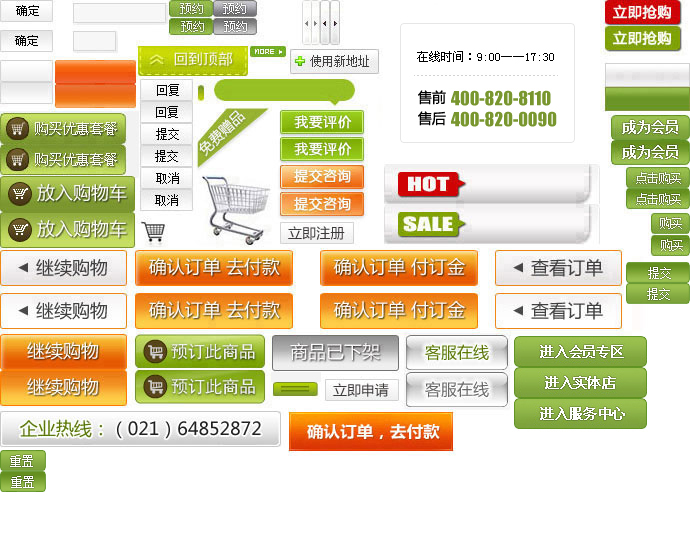 确定
预约
预约
立即抢购
确定
预约
预约
立即抢购
回到顶部
MORE
使用新地址
在线时间：9:00——17:30
售前 400-820-8110
售后 400-820-0090
回复
回复
提交
提交
取消
取消
购买优惠套餐
购买优惠套餐
放入购物车
放入购物车
免费赠品
我要评价
我要评价
提交咨询
提交咨询
立即注册
HOT
SALE
成为会员
成为会员
点击购买
点击购买
购买
购买
提交
提交
继续购物
确认订单 去付款
确认订单 付订金
查看订单
继续购物
确认订单 去付款
确认订单 付订金
查看订单
继续购物
预订此商品
商品已下架
客服在线
进入会员专区
继续购物
预订此商品
立即申请
客服在线
进入实体店
进入服务中心
企业热线：（021）64852872
确认订单，去付款
重置
重置